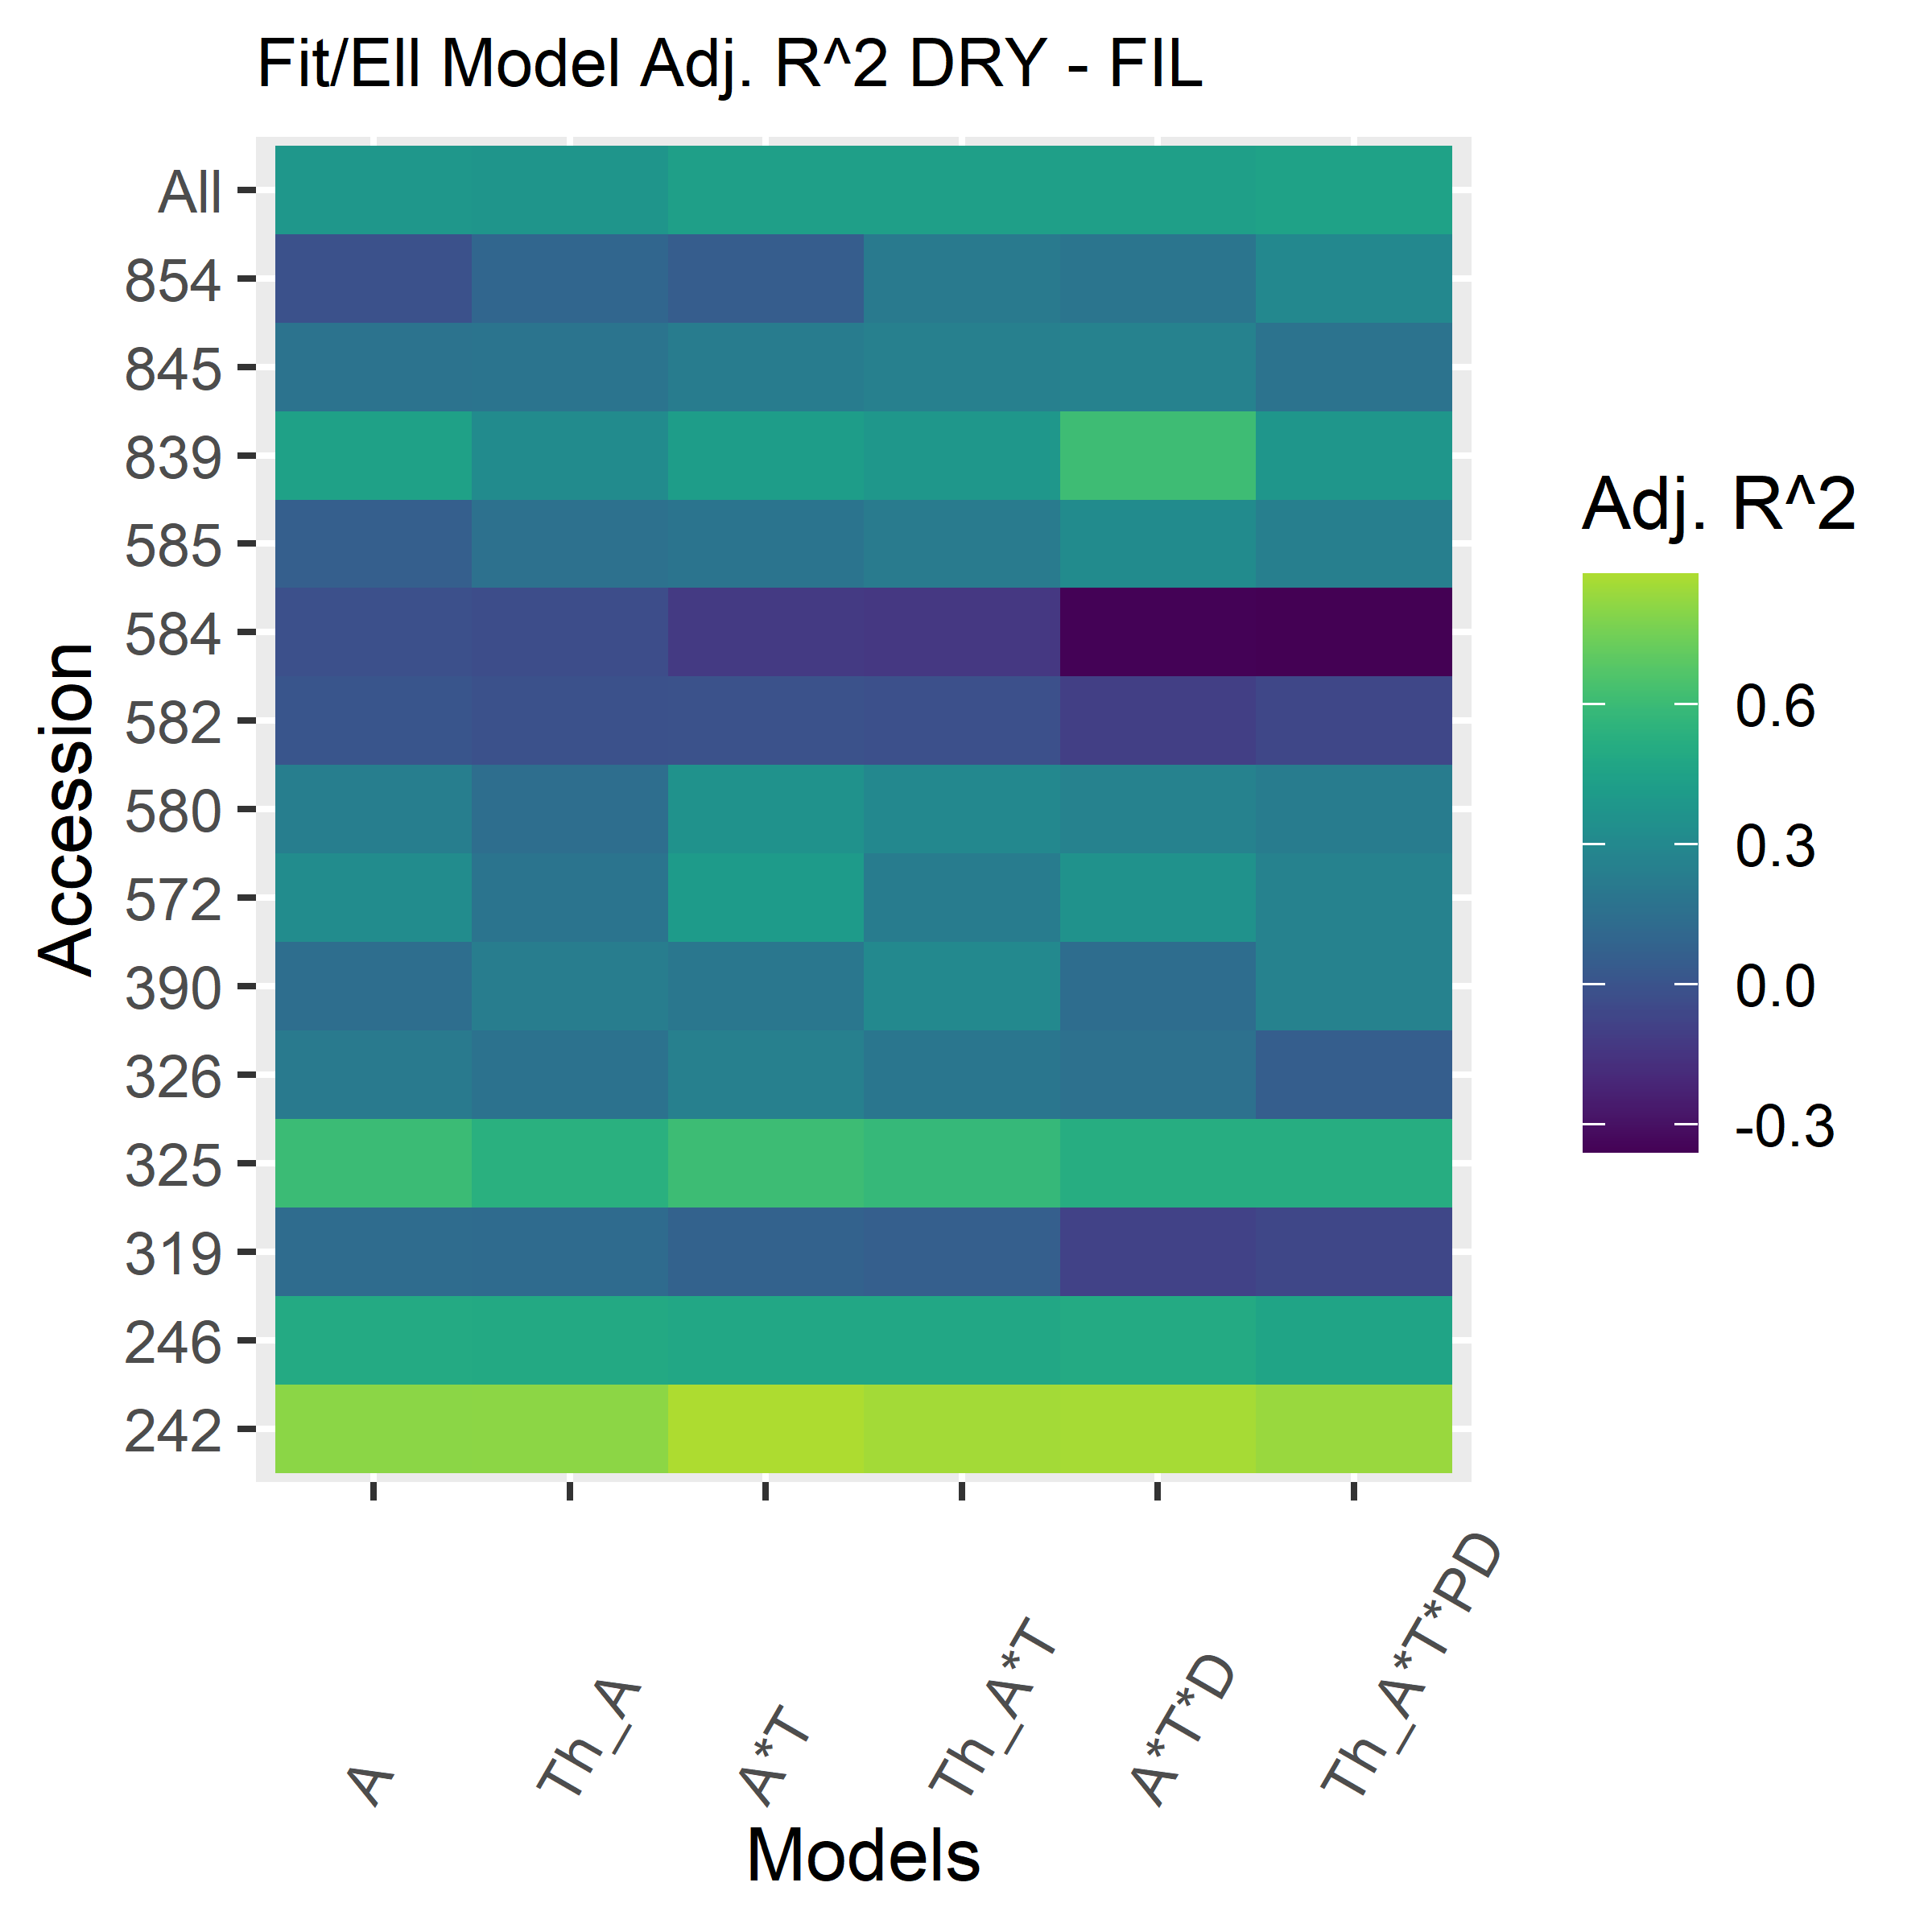 Fit/Ell Model Adj. R^2 DRY - FIL
All
854
845
839
585
584
582
580
572
390
326
325
319
246
242
Accession
A
Th_A
A*T
Th_A*T
A*T*D
Th_A*T*PD
Models
Adj. R^2
0.6
0.3
0.0
-0.3